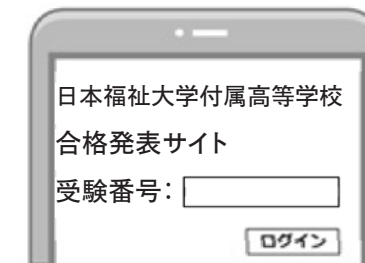 日本福祉大学付属高等学校
合格発表サイト
受験番号：
ログイン